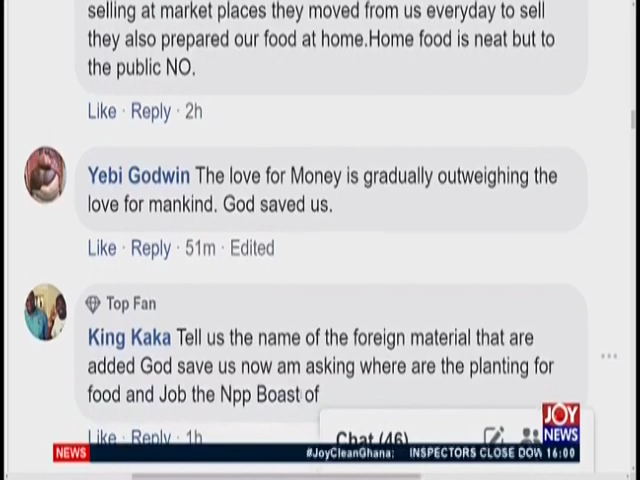 selling at market places they moved from us everyday to sell
they also prepared our food at home.Home food is neat but to
the public NO.
Like · Reply · 2h
Yebi Godwin The love for Money is gradually outweighing the
love for mankind. God saved us.
Like · Reply · 51m · Edited
Top Fan
King Kaka Tell us the name of the foreign material that are
added God save us now am asking where are the planting for
food and Job the Npp Boast of
Like · Reply · 1h
Chat (46)
JOY
NEWS
NEWS #JoyCleanGhana: INSPECTORS CLOSE DOW 16:00